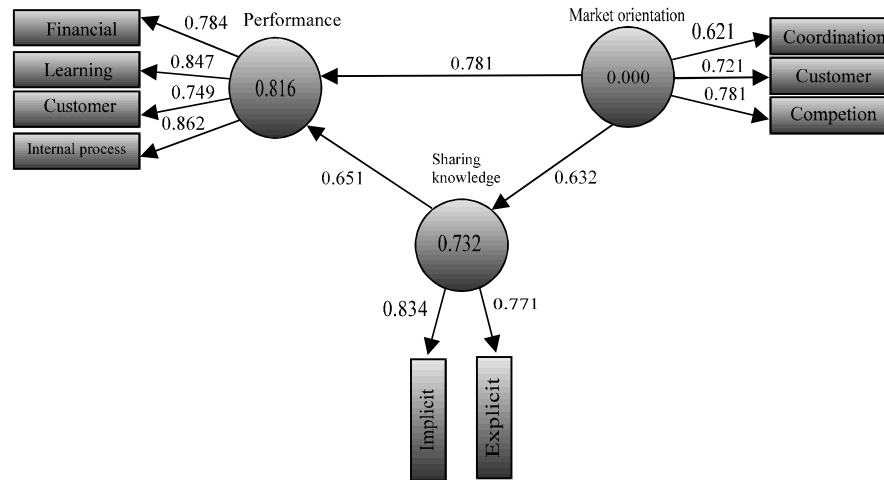 Performance
Market orientation
Financial
0.784
0.621
Coordination
Learning
0.847
0.781
0.721
Customer
0.816
0.000
Customer
0.749
0.781
Competion
Internal process
0.862
Sharing
knowledge
0.651
0.632
0.732
0.834
0.771
Implicit
Explicit